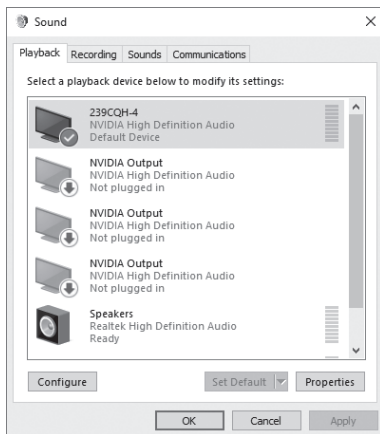 Sound
Playback Recording Sounds Communications
Select a playback device below to modify its settings:
239CQH-4
NVIDIA High Definition Audio
Default Device
NVIDIA Output
NVIDIA High Definition Audio
Not plugged in
NVIDIA Output
NVIDIA High Definition Audio
Not plugged in
NVIDIA Output
NVIDIA High Definition Audio
Not plugged in
Speakers
Realtek High Definition Audio
Ready
Configure Set Default Properties
OK Cancel Apply